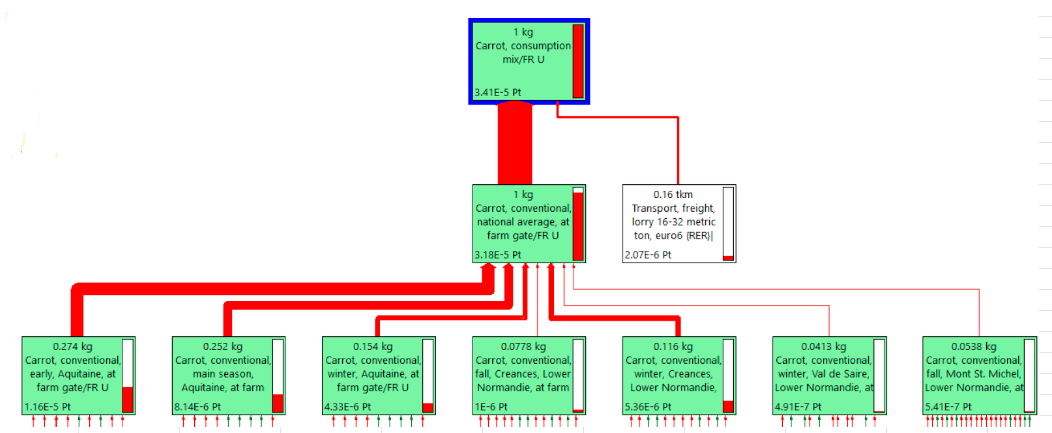 1 kg
Carrot, consumption
mix/FR U
3.41E-5 Pt
1 kg
Carrot, conventional,
national average, at
farm gate/FR U
3.18E-5 Pt
0.16 tkm
Transport, freight,
lorry 16-32 metric
ton, euro6 {RER}|
2.07E-6 Pt
0.274 kg
Carrot, conventional,
early, Aquitaine, at
farm gate/FR U
1.16E-5 Pt
0.252 kg
Carrot, conventional,
main season,
Aquitaine, at farm
8.14E-6 Pt
0.154 kg
Carrot, conventional,
winter, Aquitaine, at
farm gate/FR U
4.33E-6 Pt
0.0778 kg
Carrot, conventional,
fall, Creances, Lower
Normandie, at farm
1E-6 Pt
0.116 kg
Carrot, conventional,
winter, Creances,
Lower Normandie,
5.36E-6 Pt
0.0413 kg
Carrot, conventional,
winter, Val de Saire,
Lower Normandie, at
4.91E-7 Pt
0.0538 kg
Carrot, conventional,
fall, Mont St. Michel,
Lower Normandie, at
5.41E-7 Pt